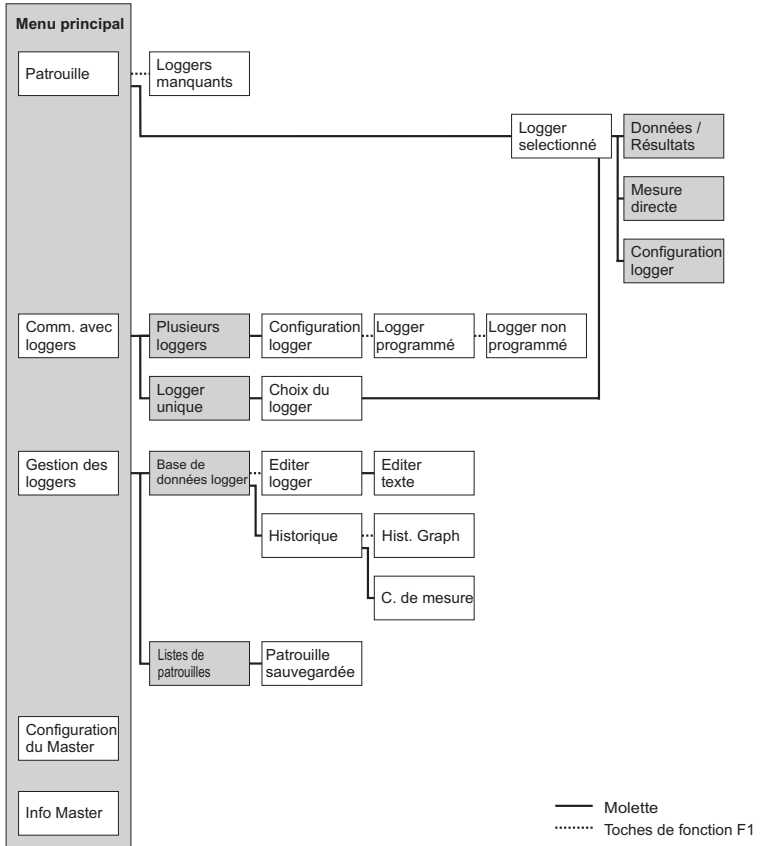 Menu principal
Patrouille
Loggers
manquants
Logger
selectionné
Données /
Résultats
Mesure
directe
Configuration
logger
Comm. avec
loggers
Plusieurs
loggers
Configuration
logger
Logger
programmé
Logger non
programmé
Logger
unique
Choix du
logger
Gestion des
loggers
Base de
données logger
Editer
logger
Editer
texte
Historique
Hist. Graph
C. de mesure
Listes de
patrouilles
Patrouille
sauvegardée
Configuration
du Master
Info Master
Molette
Toches de fonction F1